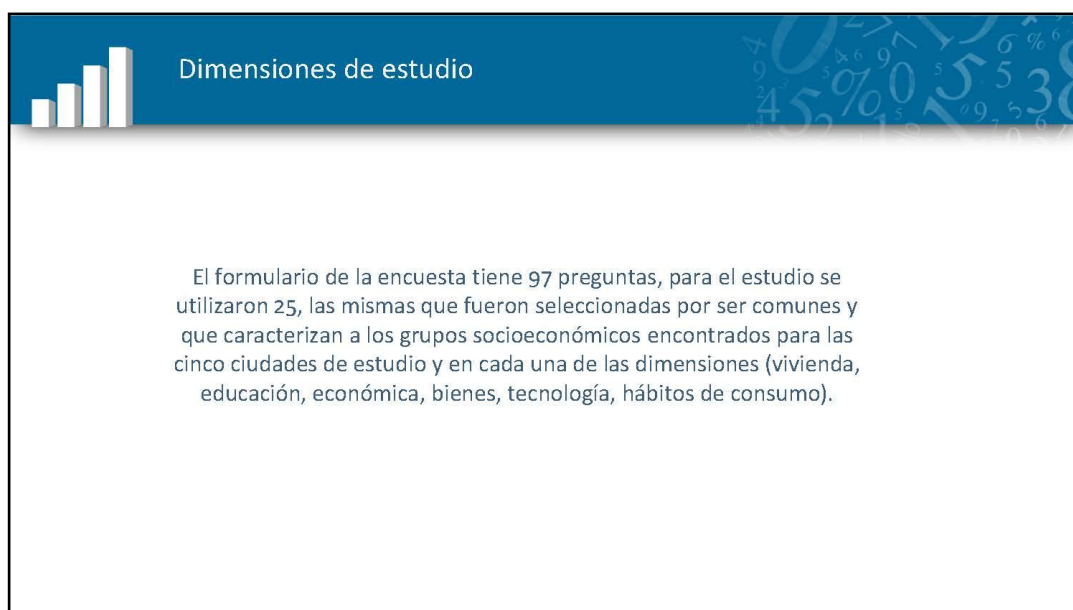 Dimensiones de estudio
El formulario de la encuesta tiene 97 preguntas, para el estudio se
utilizaron 25, las mismas que fueron seleccionadas por ser comunes y
que caracterizan a los grupos socioeconómicos encontrados para las
cinco ciudades de estudio y en cada una de las dimensiones (vivienda,
educación, económica, bienes, tecnología, hábitos de consumo).